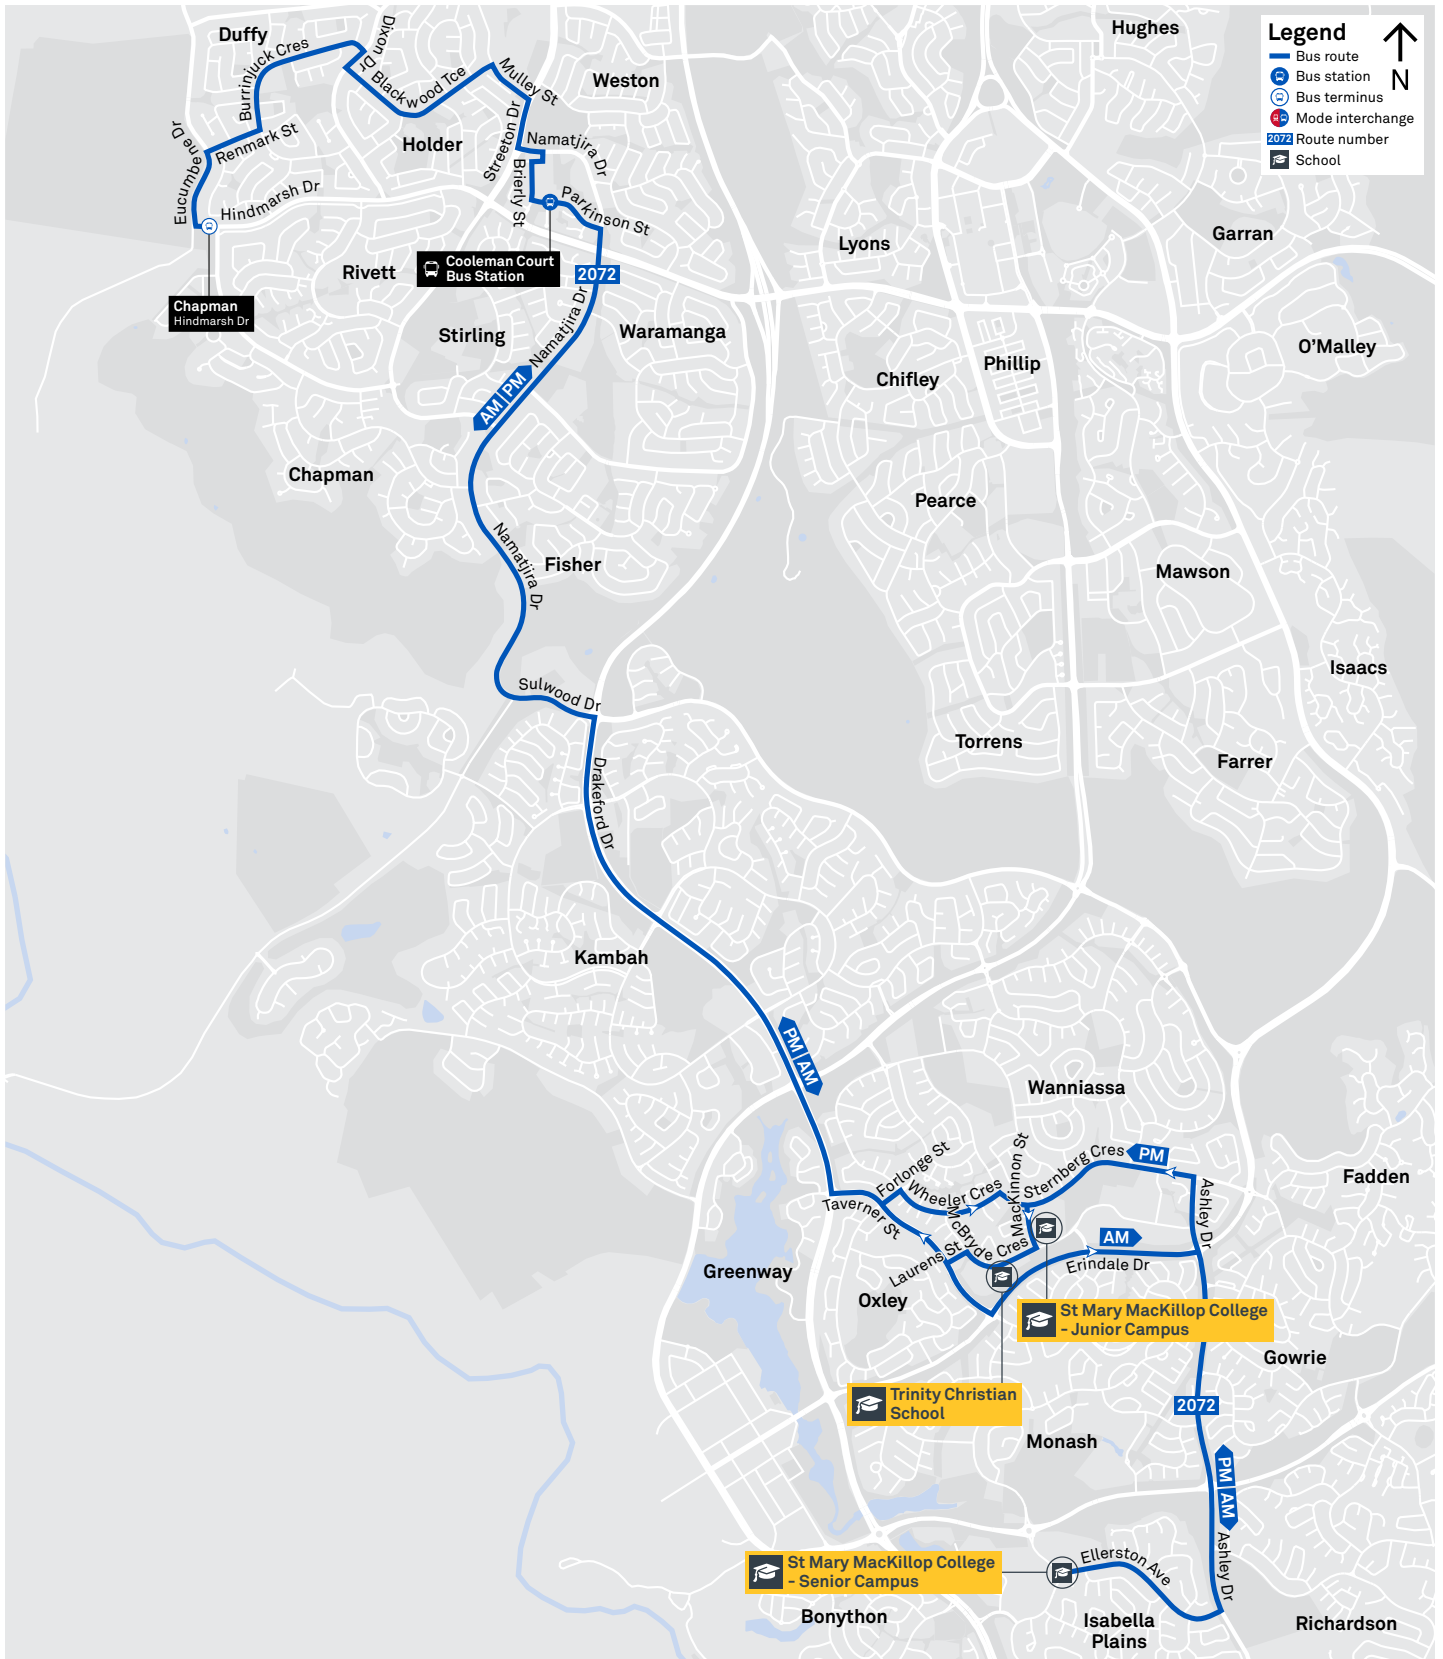 Duffy
Burrinjuck Cres
Dixon Dr
Blackwood Tce
Mulley St
Weston
Hughes
Legend
Bus route
Bus station
Bus terminus
Mode interchange
2072 Route number
School
N
Holder
Streeton Dr
Namatjira Dr
Eucumbene Dr
Renmark St
Hindmarsh Dr
Brierly St
Parkinson St
Lyons
Garran
Rivett
Cooleman Court
Bus Station
2072
Chapman
Hindmarsh Dr
Stirling
Namatjira Dr
Waramanga
O'Malley
Phillip
Chifley
AM | PM
Chapman
Pearce
Namatjira Dr
Fisher
Mawson
Isaacs
Sulwood Dr
Torrens
Farrer
Drakeford Dr
Kambah
PM | AM
Wanniassa
Forlonge St
Wheeler Cres
MacKinnon St
Sternberg Cres
PM
Fadden
Taverner St
McBryde Cres
Ashley Dr
AM
Laurens St
Erindale Dr
Greenway
Oxley
St Mary MacKillop College
- Junior Campus
Gowrie
Trinity Christian
School
2072
Monash
PM | AM
St Mary MacKillop College
- Senior Campus
Ellerston Ave
Ashley Dr
Bonython
Isabella
Plains
Richardson